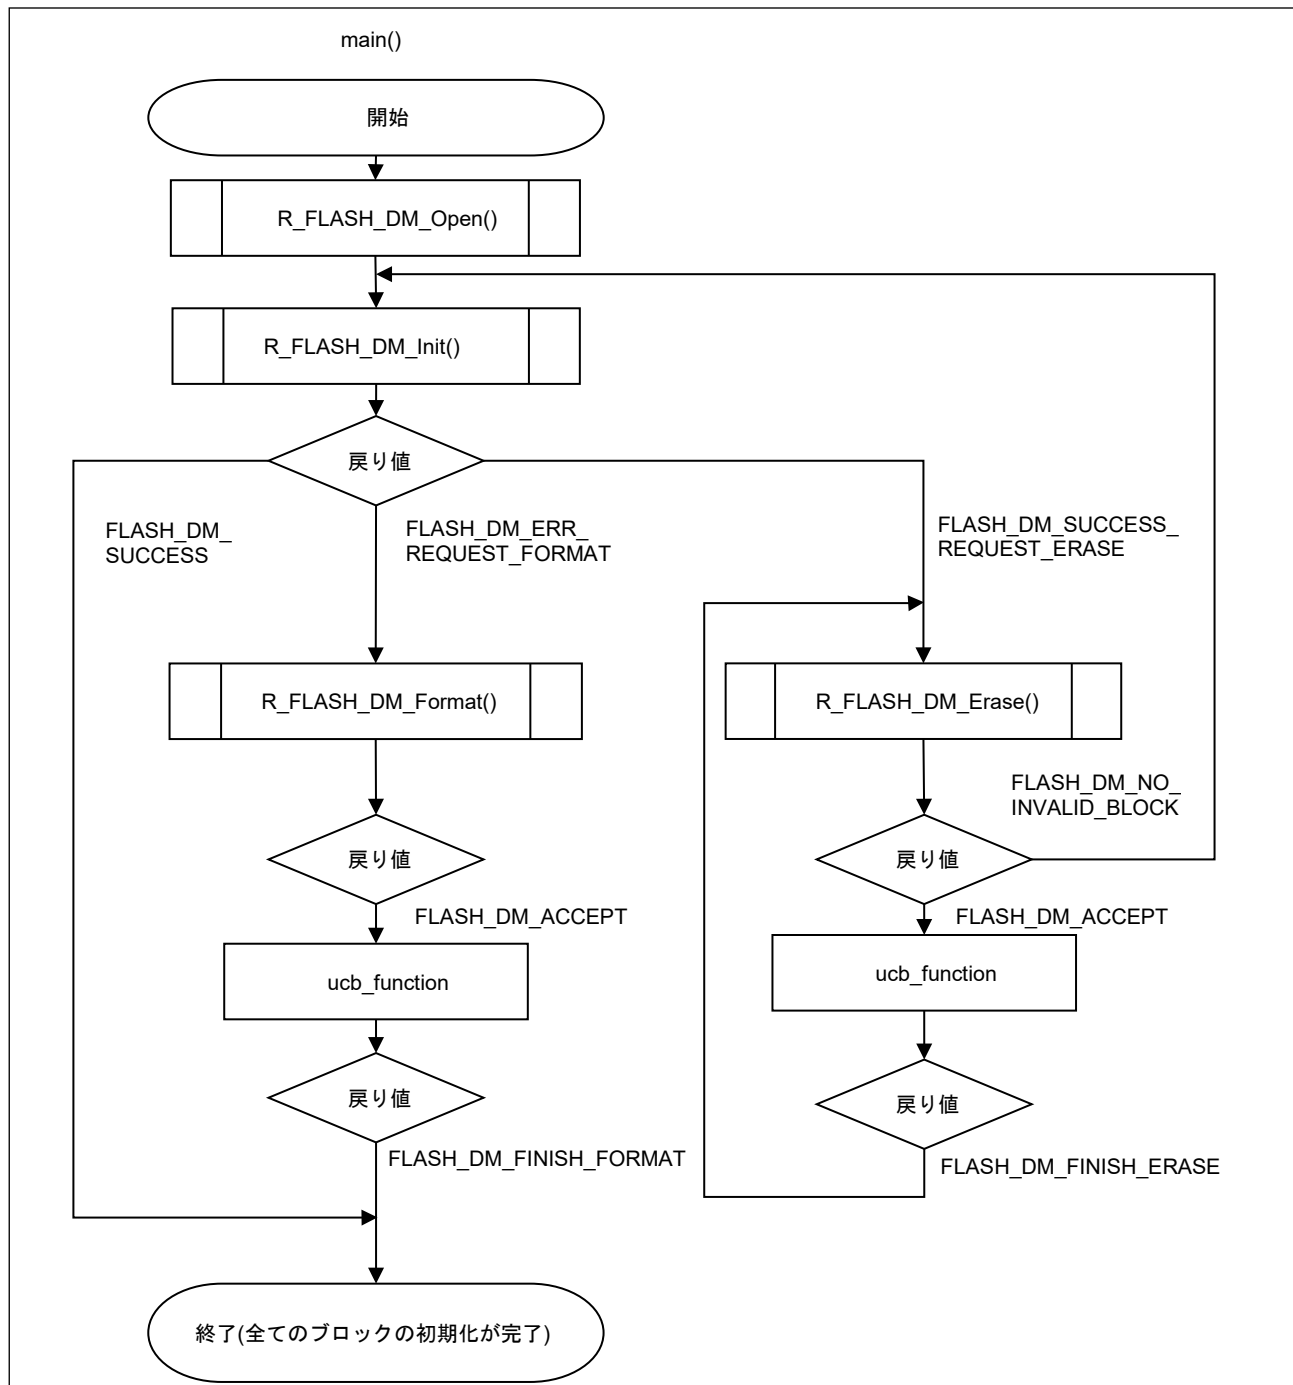 main()
開始
R_FLASH_DM_Open()
R_FLASH_DM_Init()
戻り値
FLASH_DM_
SUCCESS
FLASH_DM_ERR_
REQUEST_FORMAT
FLASH_DM_SUCCESS_
REQUEST_ERASE
R_FLASH_DM_Format()
R_FLASH_DM_Erase()
FLASH_DM_NO_
INVALID_BLOCK
戻り値
戻り値
FLASH_DM_ACCEPT
FLASH_DM_ACCEPT
ucb_function
ucb_function
戻り値
戻り値
FLASH_DM_FINISH_FORMAT
FLASH_DM_FINISH_ERASE
終了(全てのブロックの初期化が完了)